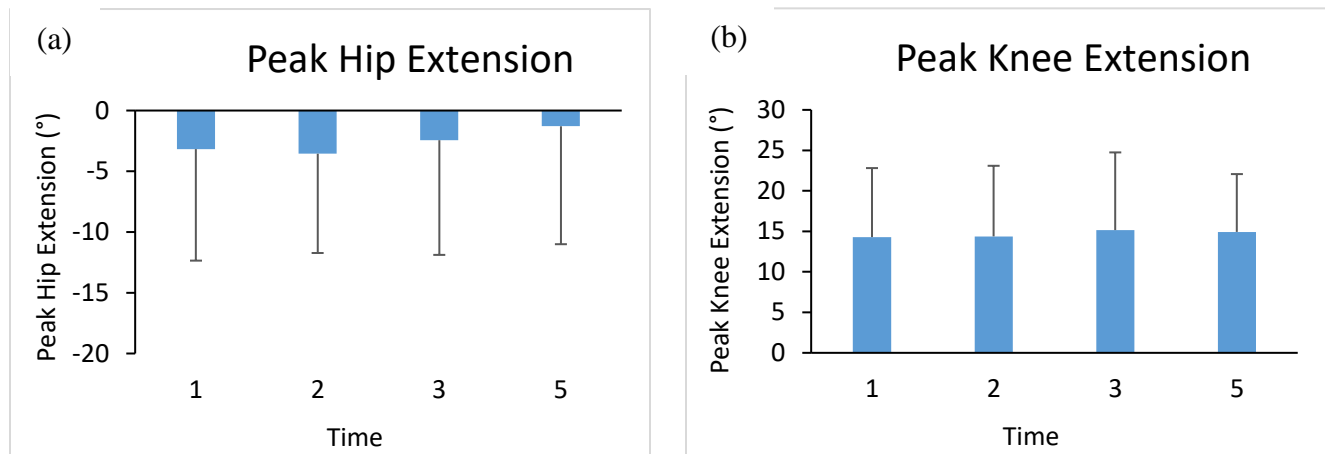 (a)
Peak Hip Extension
Peak Hip Extension (°)
0
-5
-10
-15
-20
1 2 3 5
Time
(b)
Peak Knee Extension
Peak Knee Extension (°)
30
25
20
15
10
5
0
1 2 3 5
Time